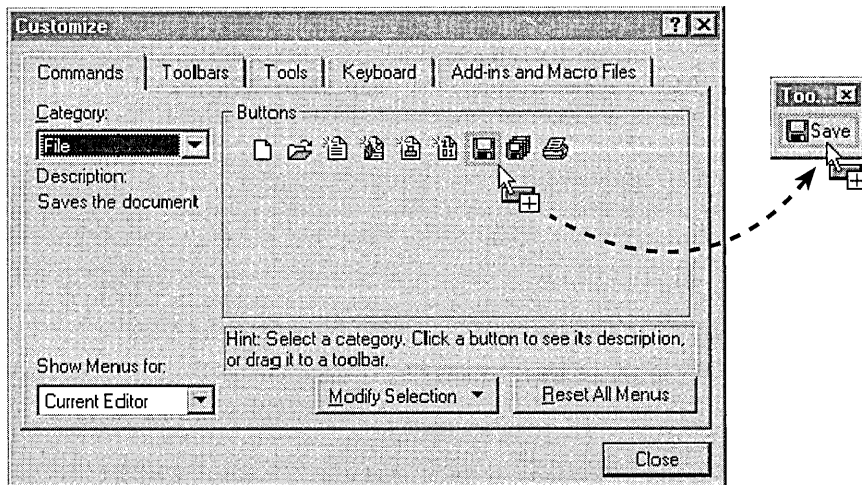 Customize
Commands
Toolbars
Tools
Keyboard
Add-ins and Macro Files
Category:
File
Description:
Saves the document
Buttons
Hint: Select a category. Click a button to see its description,
or drag it to a toolbar.
Show Menus for:
Current Editor
Modify Selection
Reset All Menus
Close
Too...
Save